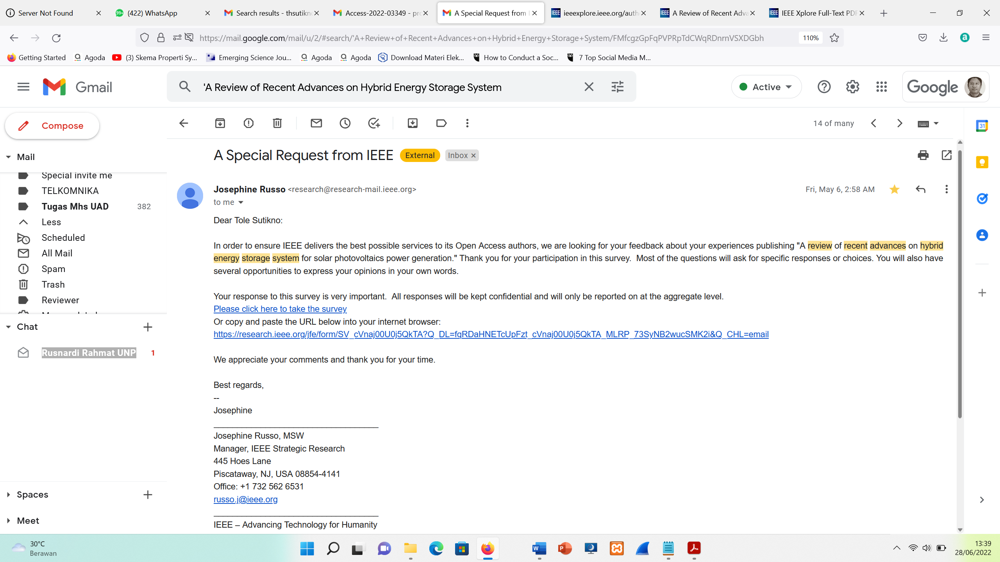 Server Not Found
(422) WhatsApp
Search results - thsutikn
Access-2022-03349 - pr
A Special Request from
ieeexplore.ieee.org/auth
A Review of Recent Adva
IEEE Xplore Full-Text PDF
https://mail.google.com/mail/u/2/#search/'A+Review+of+Recent+Advances+on+Hybrid+Energy+Storage+System/FMfcgzGpFqPVPRpTdCWqRDnrnVSXDGbh
110%
Getting Started
Agoda
(3) Skema Properti Sy...
Emerging Science Jou...
Agoda
Agoda
Download Materi Elek...
How to Conduct a Soc...
7 Top Social Media M...
Gmail
'A Review of Recent Advances on Hybrid Energy Storage System
Active
Google
Compose
14 of many
Mail
Special invite me
TELKOMNIKA
Tugas Mhs UAD 382
Less
Scheduled
All Mail
Spam
Trash
Reviewer
Chat
Rusnardi Rahmat UNP 1
Spaces
Meet
A Special Request from IEEE External Inbox
Josephine Russo <research@research-mail.ieee.org>
Fri, May 6, 2:58 AM
to me
Dear Tole Sutikno:
In order to ensure IEEE delivers the best possible services to its Open Access authors, we are looking for your feedback about your experiences publishing "A review of recent advances on hybrid
energy storage system for solar photovoltaics power generation." Thank you for your participation in this survey.  Most of the questions will ask for specific responses or choices. You will also have
several opportunities to express your opinions in your own words.
Your response to this survey is very important.  All responses will be kept confidential and will only be reported on at the aggregate level.
Please click here to take the survey
Or copy and paste the URL below into your internet browser:
https://research.ieee.org/jfe/form/SV_cVnaj00U0j5QkTA?Q_DL=fqRDaHNETcUpFzt_cVnaj00U0j5QkTA_MLRP_73SyNB2wucSMK2i&Q_CHL=email
We appreciate your comments and thank you for your time.
Best regards,
--
Josephine
Josephine Russo, MSW
Manager, IEEE Strategic Research
445 Hoes Lane
Piscataway, NJ, USA 08854-4141
Office: +1 732 562 6531
russo.j@ieee.org
IEEE – Advancing Technology for Humanity
31
30°C
Berawan
13:39
28/06/2022